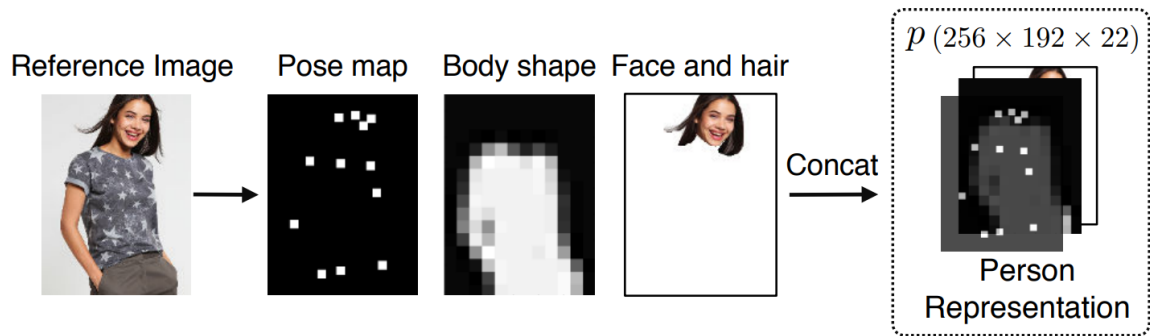 Reference Image
Pose map
Body shape
Face and hair
Concat
p (256 × 192 × 22)
Person
Representation